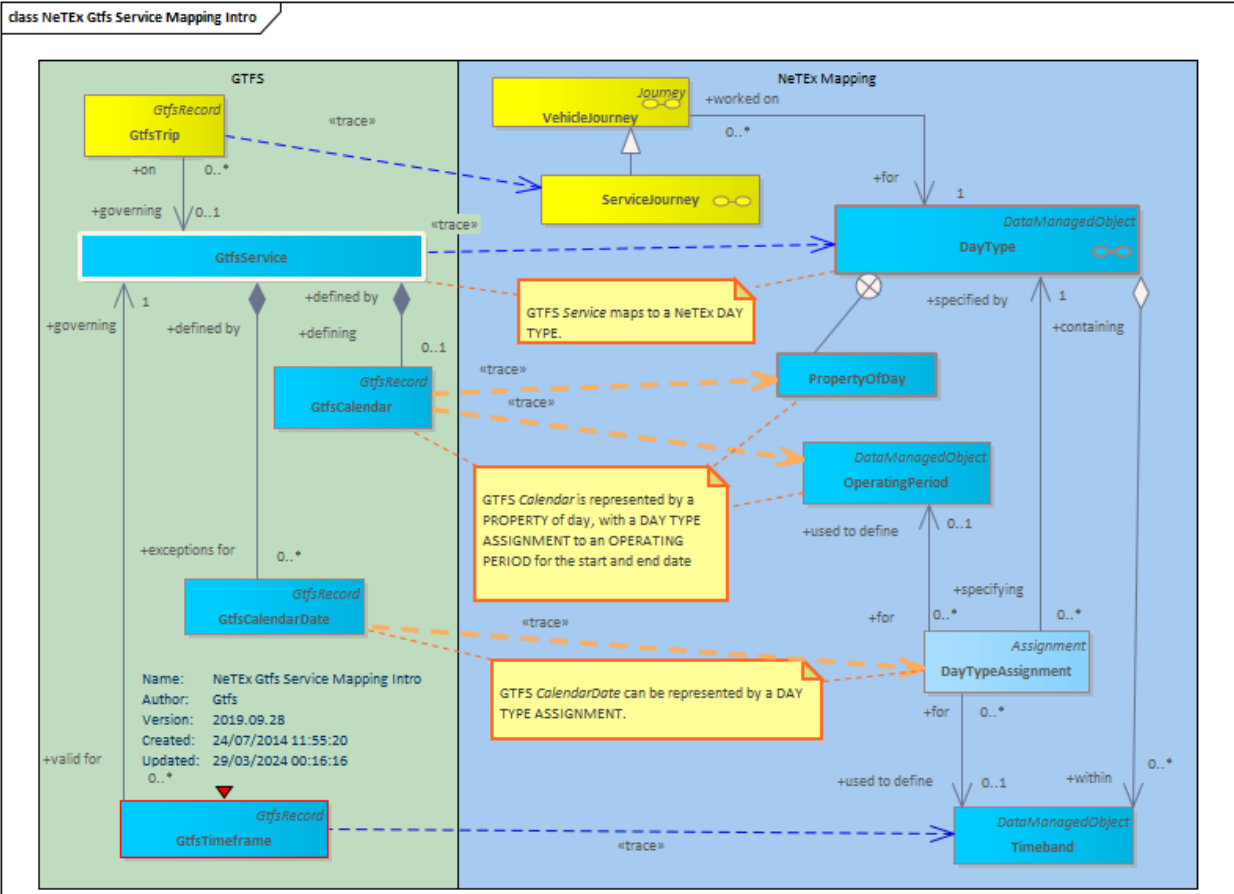 class NeTEx Gtfs Service Mapping Intro
GTFS
NeTEx Mapping
GtfsRecord
GtfsTrip
«trace»
Journey
VehicleJourney
+worked on
0..*
+on
0..*
ServiceJourney
+for
1
+governing
0..1
«trace»
GtfsService
DataManagedObject
DayType
1
+governing
+defined by
+defined by
+defining
0..1
GTFS Service maps to a NeTEx DAY
TYPE.
+specified by
1
+containing
GtfsRecord
GtfsCalendar
«trace»
«trace»
PropertyOfDay
DataManagedObject
OperatingPeriod
GTFS Calendar is represented by a
PROPERTY of day, with a DAY TYPE
ASSIGNMENT to an OPERATING
PERIOD for the start and end date
+used to define
0..1
+exceptions for
0..*
+specifying
GtfsRecord
GtfsCalendarDate
«trace»
+for
0..*
0..*
Assignment
DayTypeAssignment
GTFS CalendarDate can be represented by a DAY
TYPE ASSIGNMENT.
+for
0..*
Name: NeTEx Gtfs Service Mapping Intro
Author: Gtfs
Version: 2019.09.28
Created: 24/07/2014 11:55:20
Updated: 29/03/2024 00:16:16
+valid for
0..*
+used to define
0..1
+within
0..*
GtfsRecord
GtfsTimeframe
«trace»
DataManagedObject
Timeband